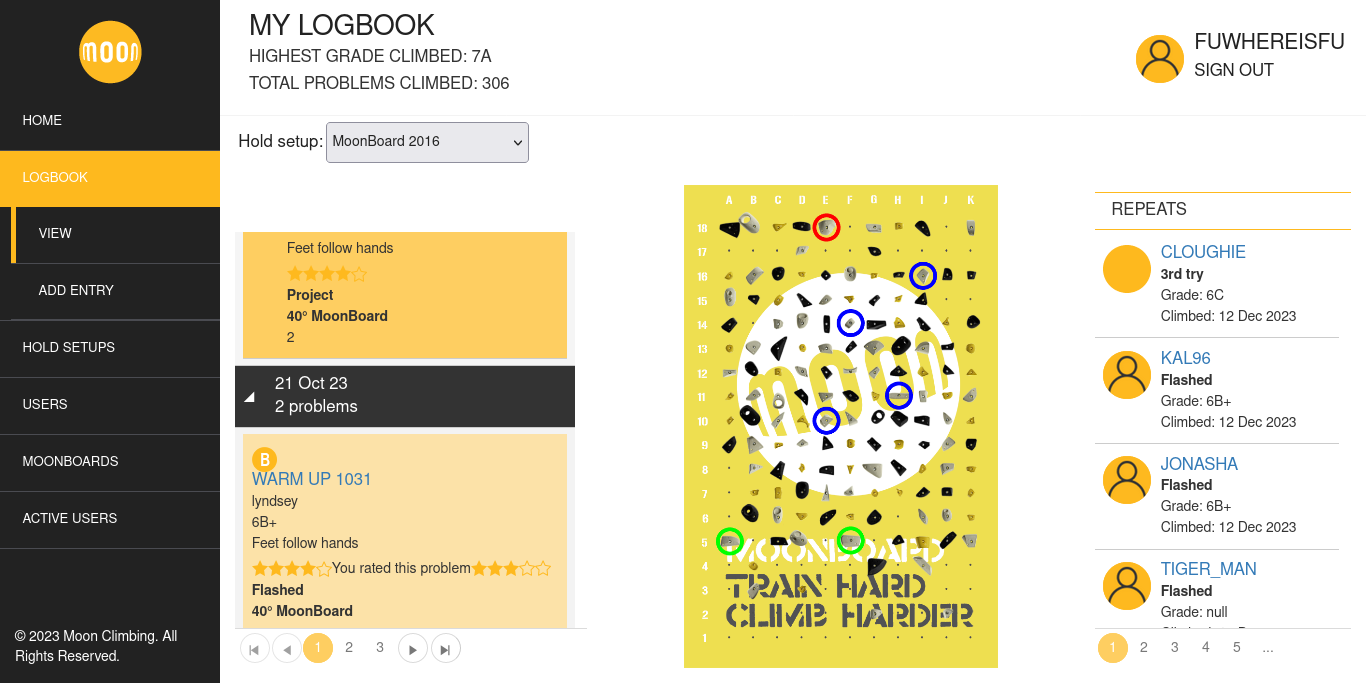 moon
HOME
LOGBOOK
VIEW
ADD ENTRY
HOLD SETUPS
USERS
MOONBOARDS
ACTIVE USERS
© 2023 Moon Climbing. All
Rights Reserved.
MY LOGBOOK
HIGHEST GRADE CLIMBED: 7A
TOTAL PROBLEMS CLIMBED: 306
FUWHEREISFU
SIGN OUT
Hold setup: MoonBoard 2016
Feet follow hands
Project
40° MoonBoard
2
21 Oct 23
2 problems
B
WARM UP 1031
lyndsey
6B+
Feet follow hands
You rated this problem
Flashed
40° MoonBoard
1 2 3
A B C D E F G H I J K
18
17
16
15
14
13
12
11
10
9
8
7
6
5
4
3
2
1
moon
MOONBOARD
TRAIN HARD
CLIMB HARDER
REPEATS
CLOUGHIE
3rd try
Grade: 6C
Climbed: 12 Dec 2023
KAL96
Flashed
Grade: 6B+
Climbed: 12 Dec 2023
JONASHA
Flashed
Grade: 6B+
Climbed: 12 Dec 2023
TIGER_MAN
Flashed
Grade: null
1 2 3 4 5 ...